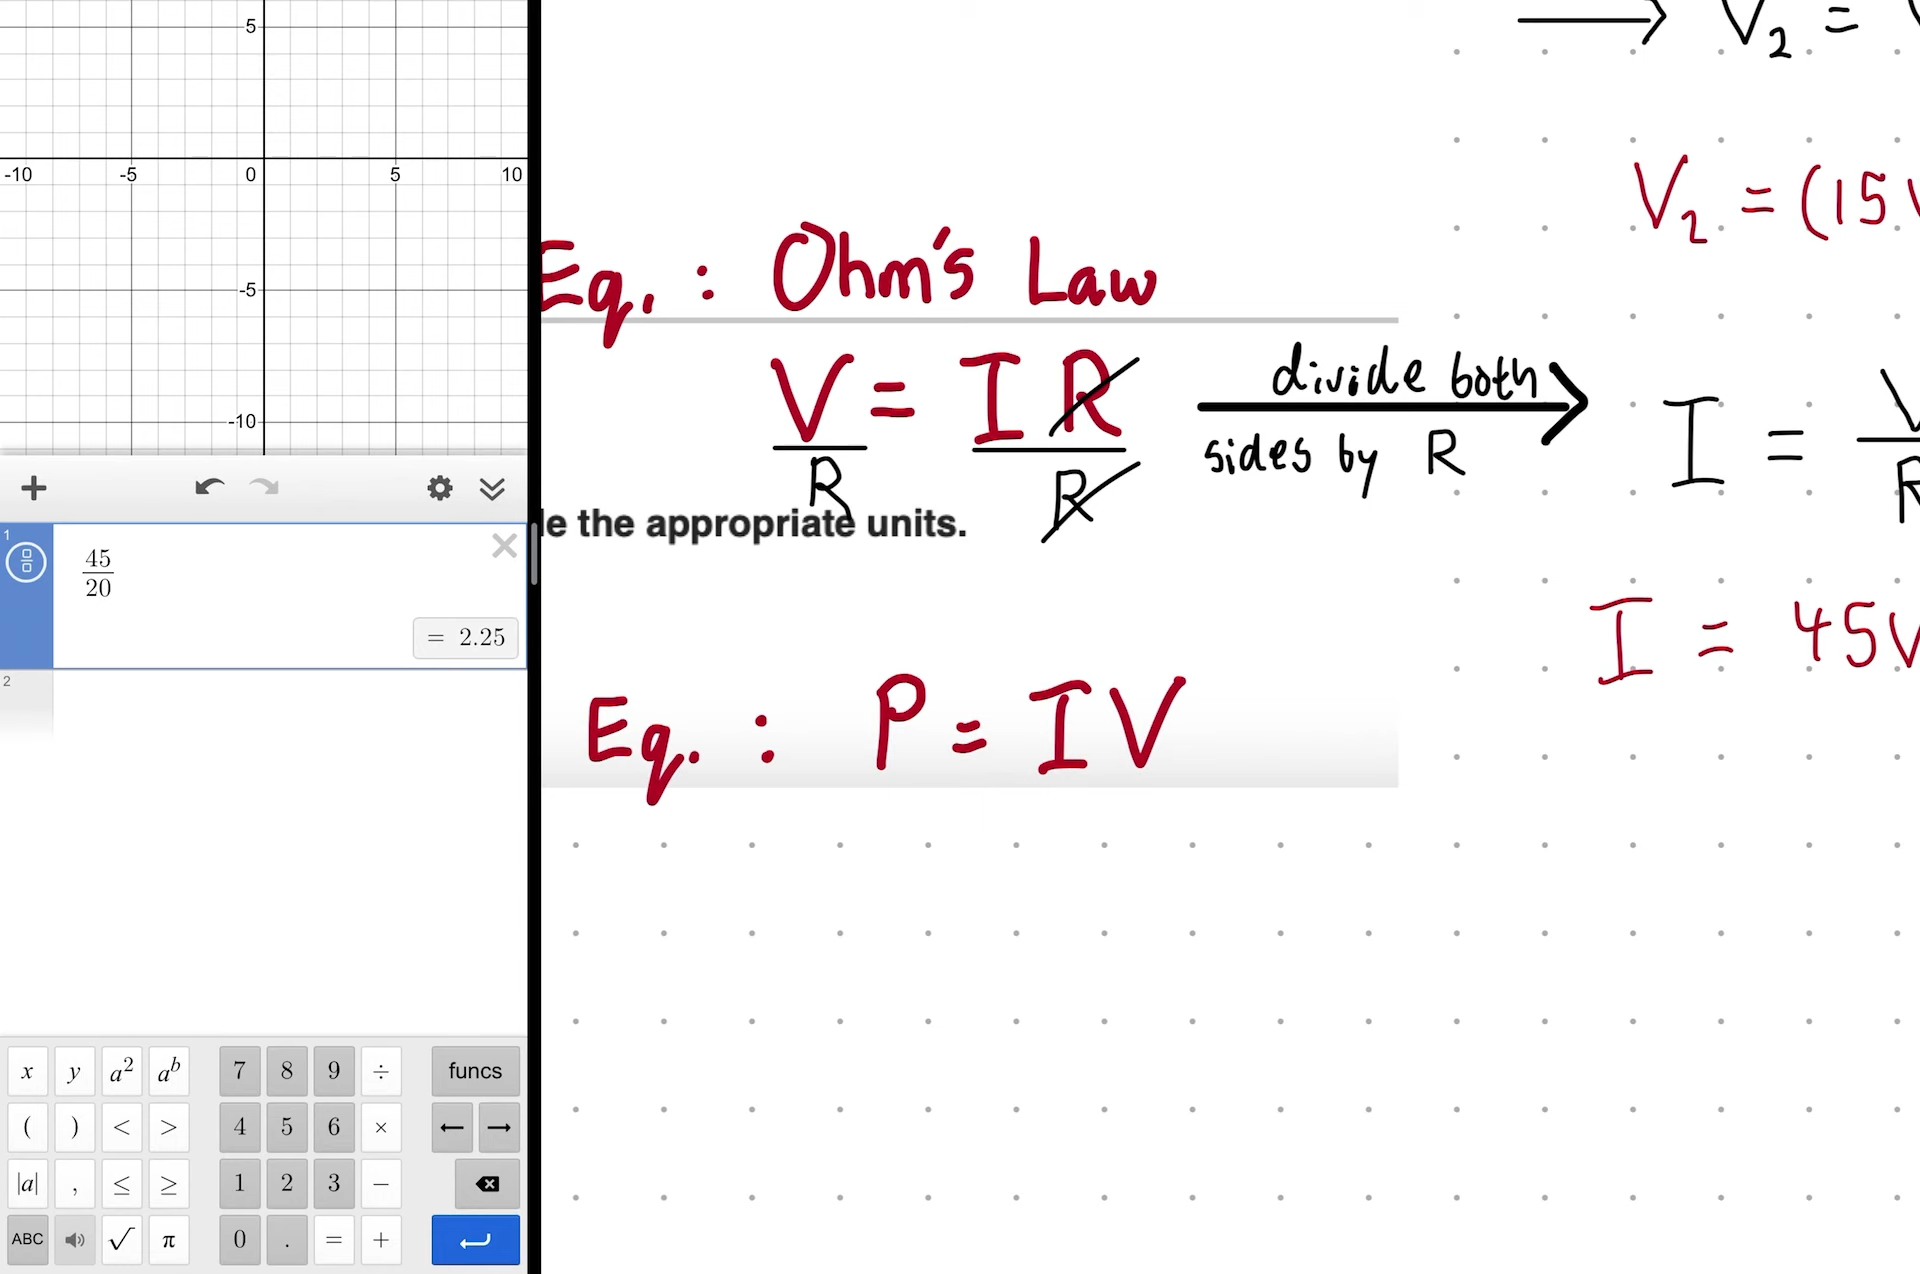 5
-10 -5 0 5 10
-5
-10
1
45
20
= 2.25
2
x y a² aᵇ 7 8 9 ÷ funcs
( ) < > 4 5 6 × ← →
|a| , ≤ ≥ 1 2 3 −
ABC √ π 0 . = +
V₂ =
V₂ = (15
Eq. : Ohm's Law
V = I R
R R
divide both
sides by R
I = V
R
le the appropriate units.
I = 45V
Eq. : P = IV